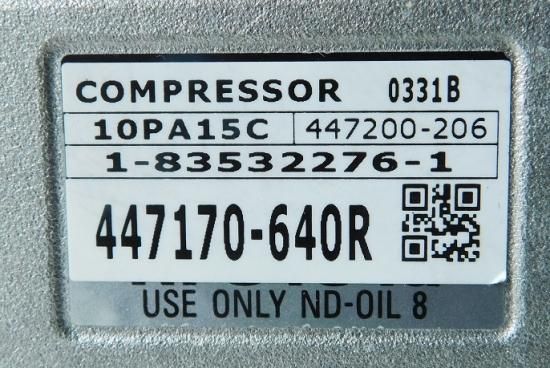 COMPRESSOR 0331B
10PA15C 447200-206
1-83532276-1
447170-640R
USE ONLY ND-OIL 8